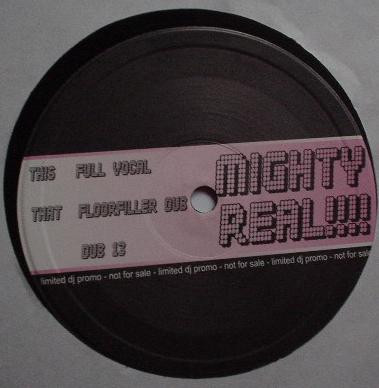 THIS FULL VOCAL
THAT FLOORFILLER DUB
DUB 12
MIGHTY
REAL!!!!
limited dj promo - not for sale - limited dj promo - not for sale - limited dj promo - not for sale